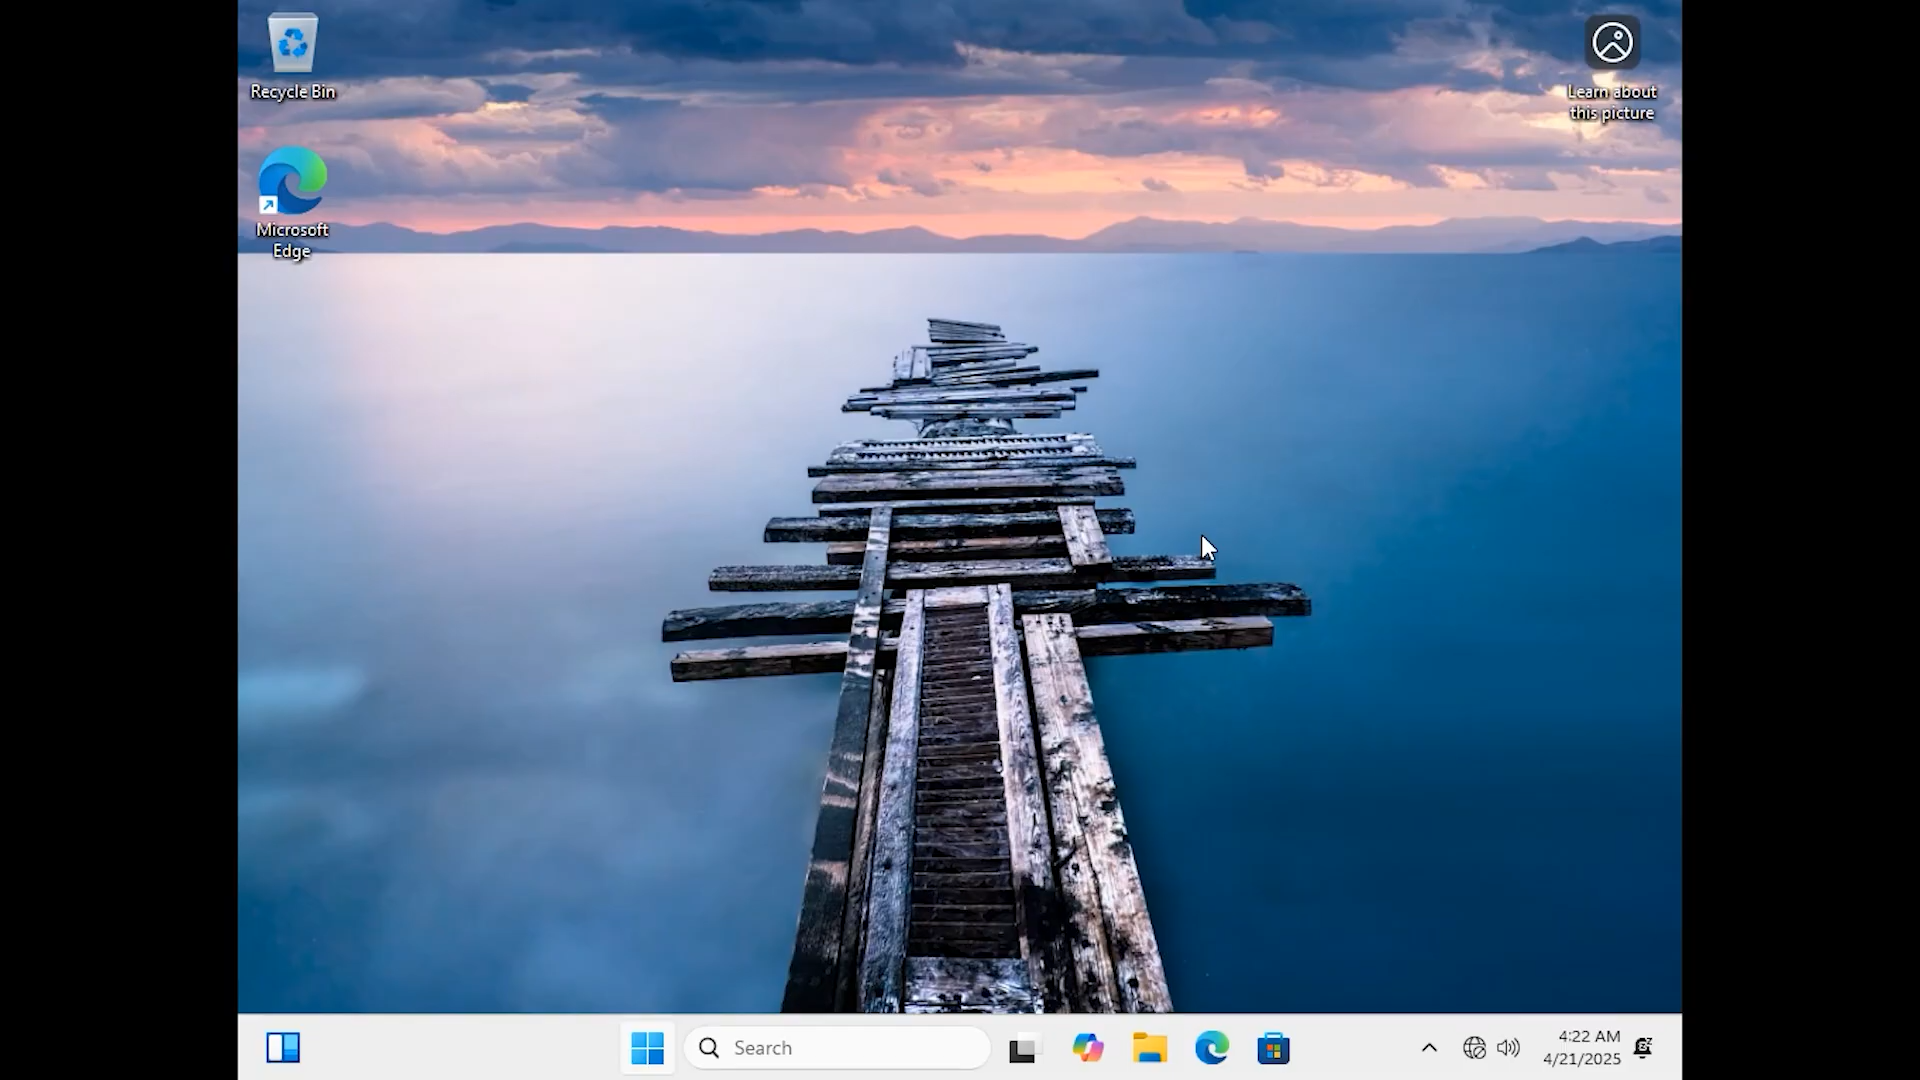 Recycle Bin
Learn about
this picture
Microsoft
Edge
Search
4:22 AM
4/21/2025